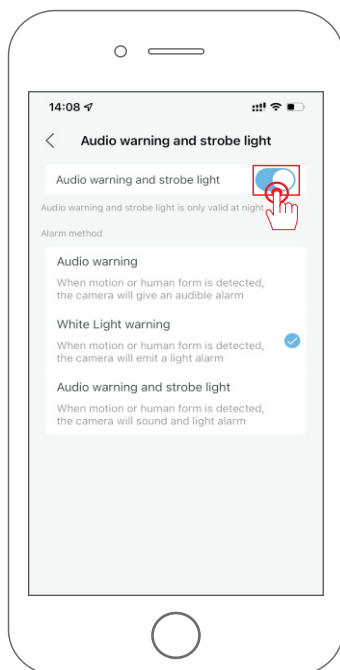 14:08
Audio warning and strobe light
Audio warning and strobe light
Audio warning and strobe light is only valid at night
Alarm method
Audio warning
When motion or human form is detected,
the camera will give an audible alarm
White Light warning
When motion or human form is detected,
the camera will emit a light alarm
Audio warning and strobe light
When motion or human form is detected,
the camera will sound and light alarm